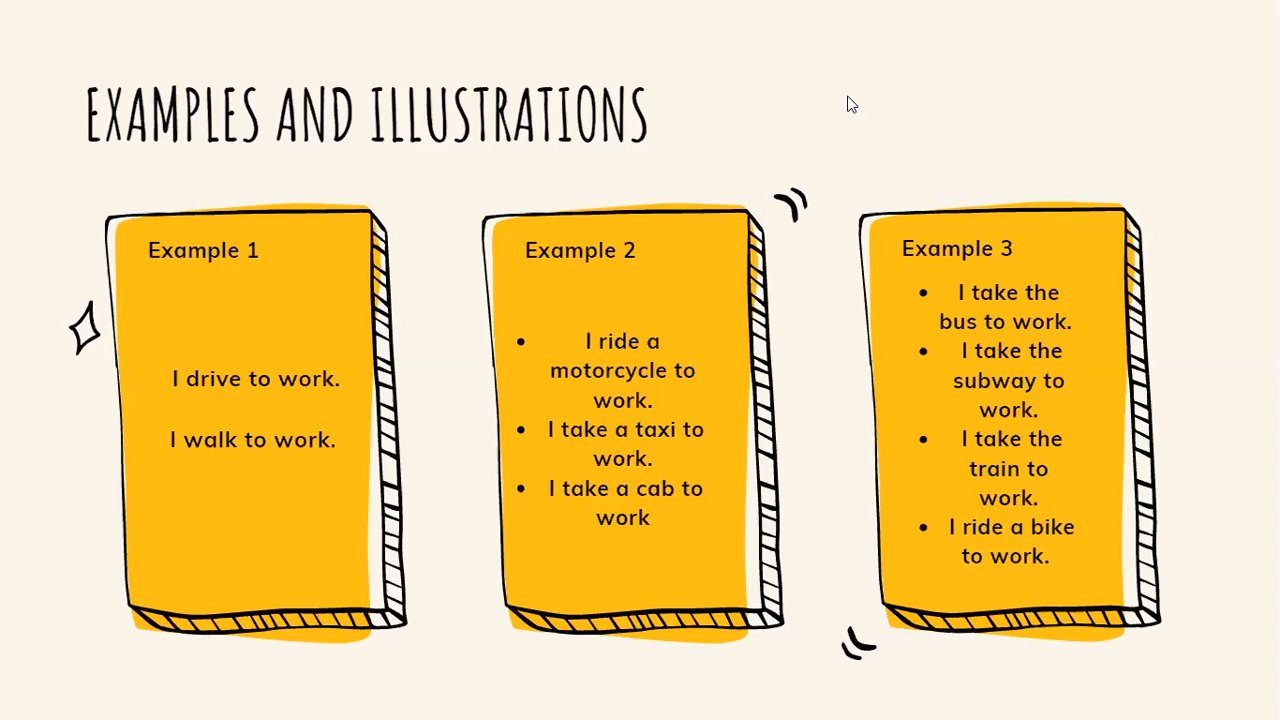 EXAMPLES AND ILLUSTRATIONS
Example 1
I drive to work.
I walk to work.
Example 2
• I ride a
motorcycle to
work.
• I take a taxi to
work.
• I take a cab to
work
Example 3
• I take the
bus to work.
• I take the
subway to
work.
• I take the
train to
work.
• I ride a bike
to work.